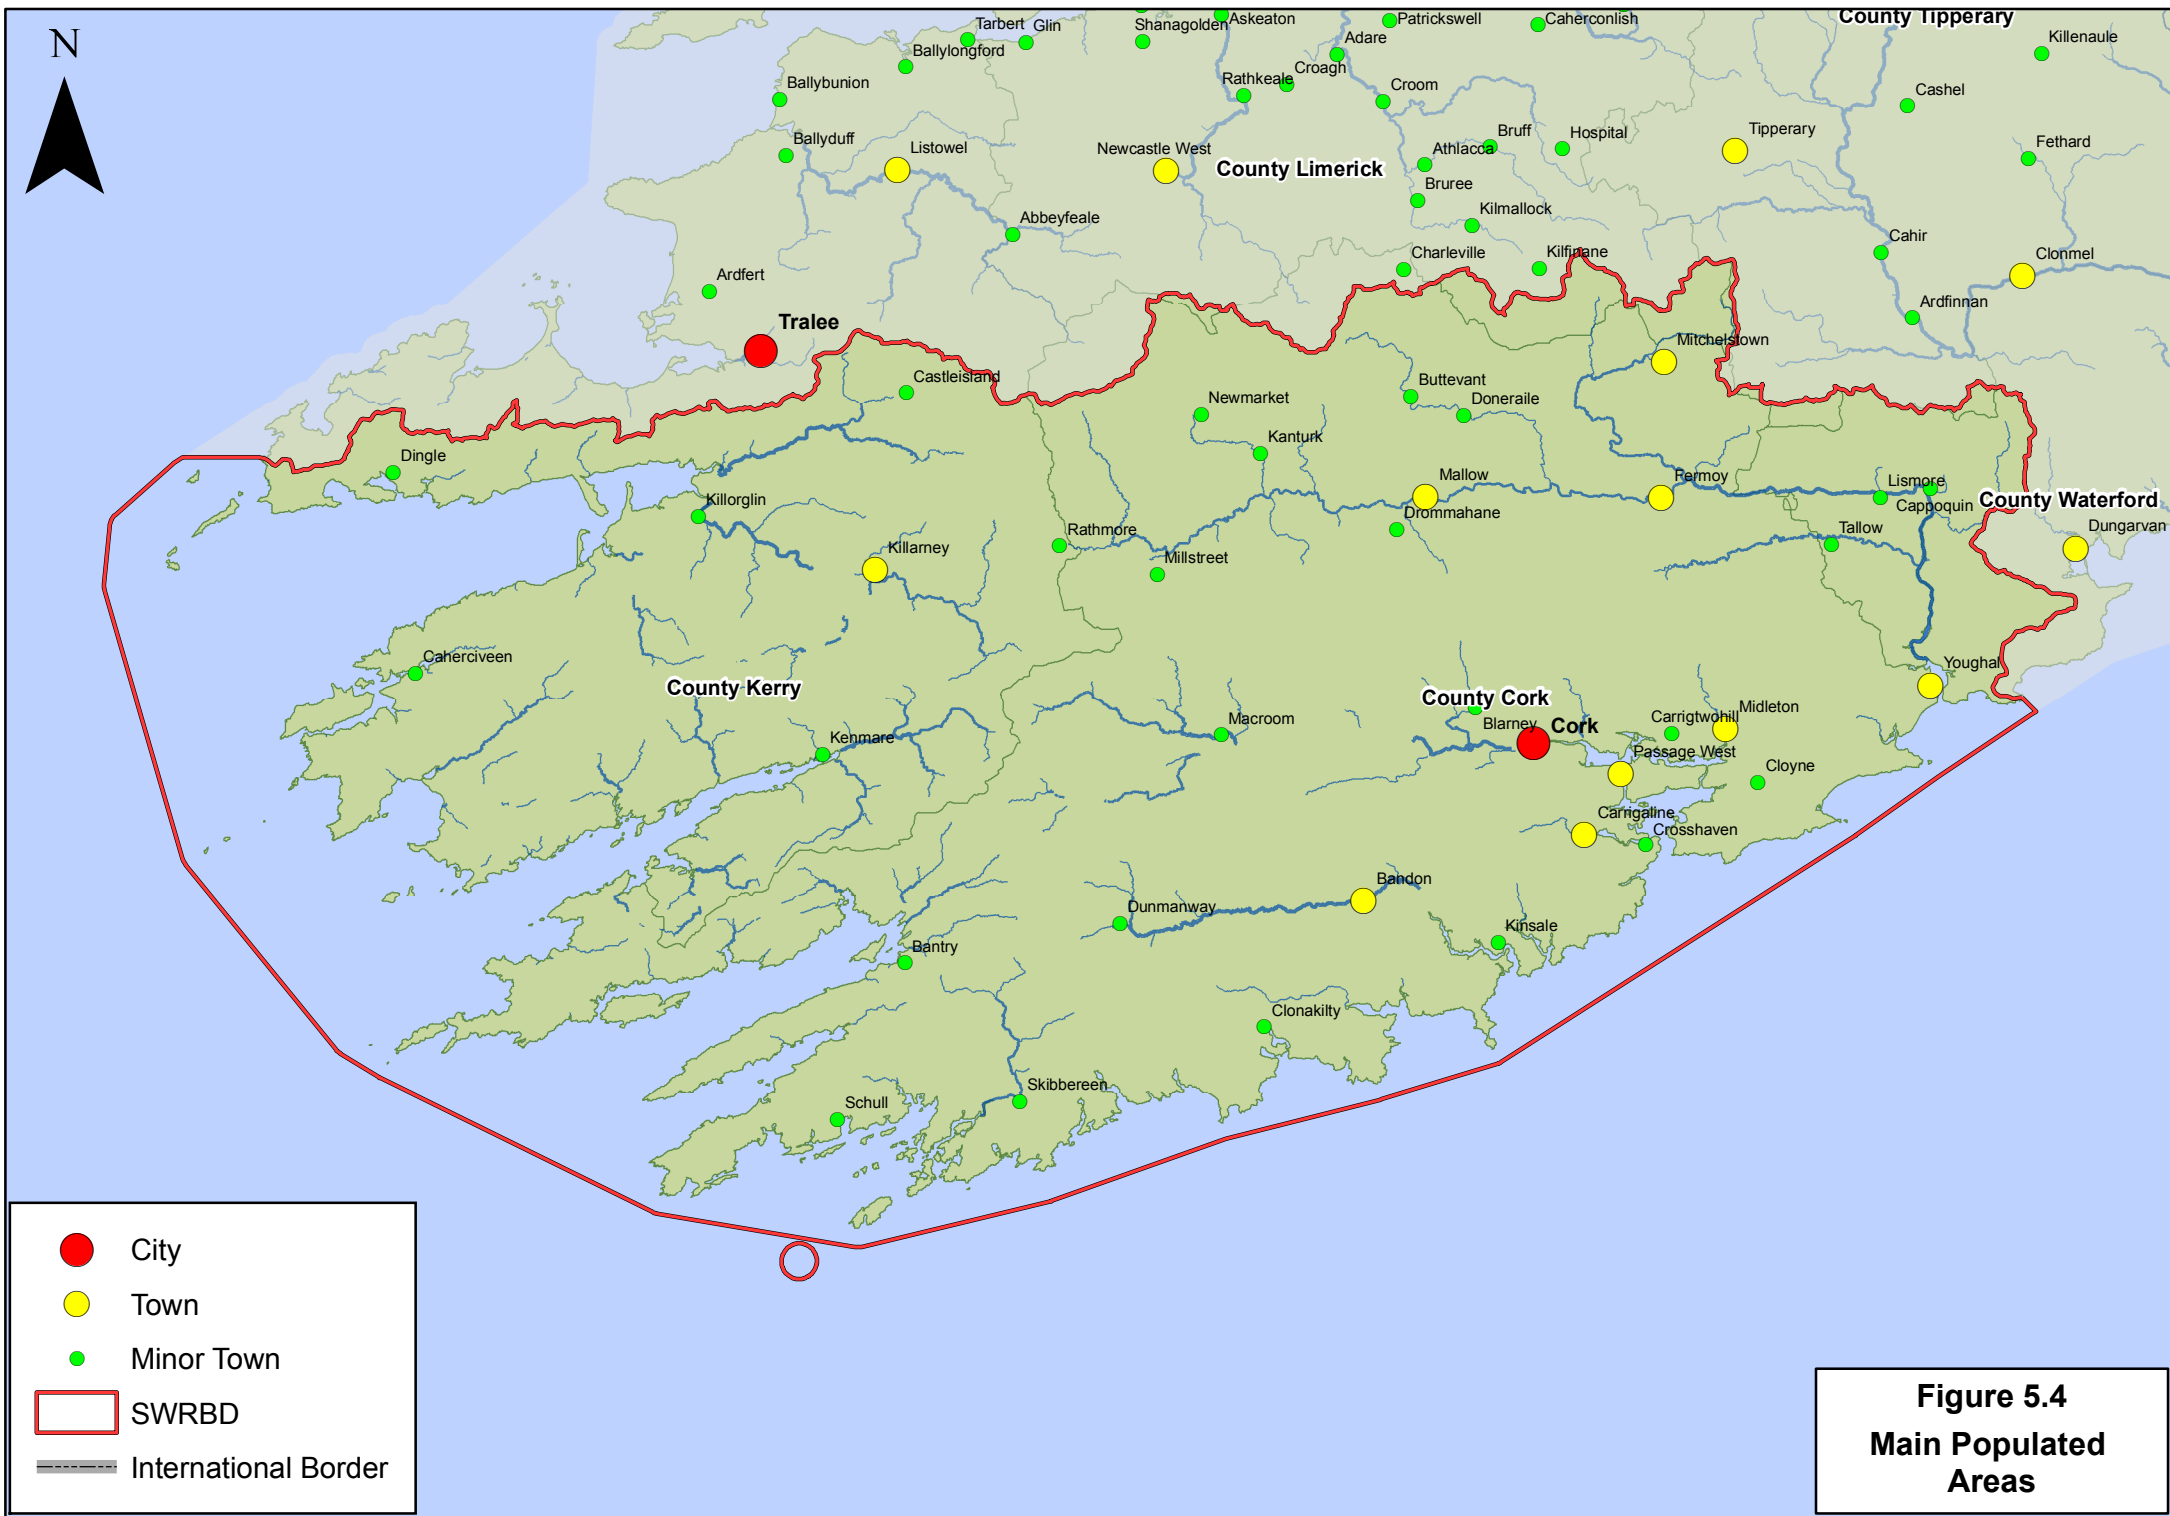 County Tipperary
N
Tarbert
Glin
Shanagolden
Askeaton
Patrickswell
Caherconlish
Killenaule
Ballylongford
Adare
Ballybunion
Rathkeale
Croagh
Croom
Cashel
Ballyduff
Listowel
Newcastle West
County Limerick
Athlacca
Bruff
Hospital
Tipperary
Fethard
Bruree
Abbeyfeale
Kilmallock
Ardfert
Charleville
Kilfinane
Cahir
Clonmel
Ardfinnan
Tralee
Mitchelstown
Castleisland
Newmarket
Buttevant
Doneraile
Kanturk
Dingle
Mallow
Fermoy
Lismore
Cappoquin
County Waterford
Killorglin
Drommahane
Tallow
Dungarvan
Rathmore
Killarney
Millstreet
Caherciveen
Youghal
County Kerry
County Cork
Macroom
Blarney
Cork
Carrigtwohill
Midleton
Kenmare
Passage West
Cloyne
Carrigaline
Crosshaven
Bandon
Dunmanway
Kinsale
Bantry
Clonakilty
Skibbereen
Schull
City
Town
Minor Town
SWRBD
International Border
Figure 5.4
Main Populated
Areas